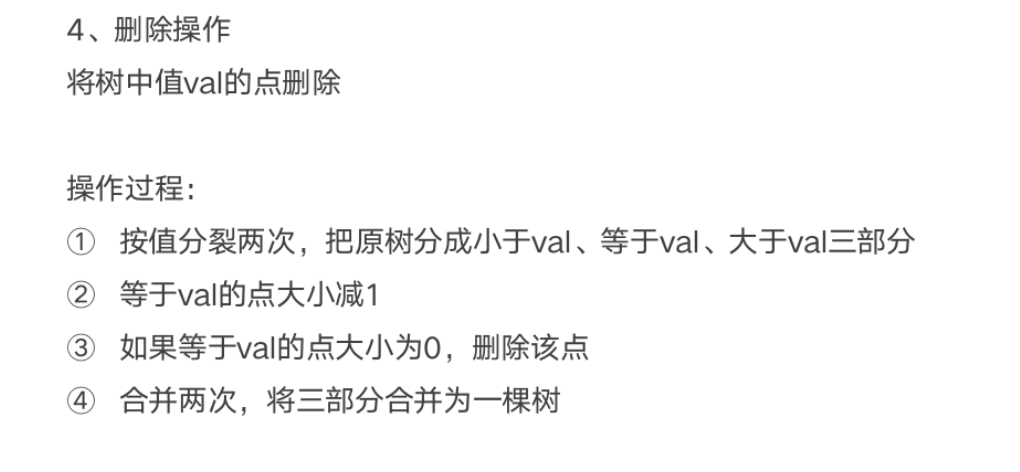 4、删除操作
将树中值val的点删除
操作过程:
① 按值分裂两次，把原树分成小于val、等于val、大于val三部分
② 等于val的点大小减1
③ 如果等于val的点大小为0，删除该点
④ 合并两次，将三部分合并为一棵树